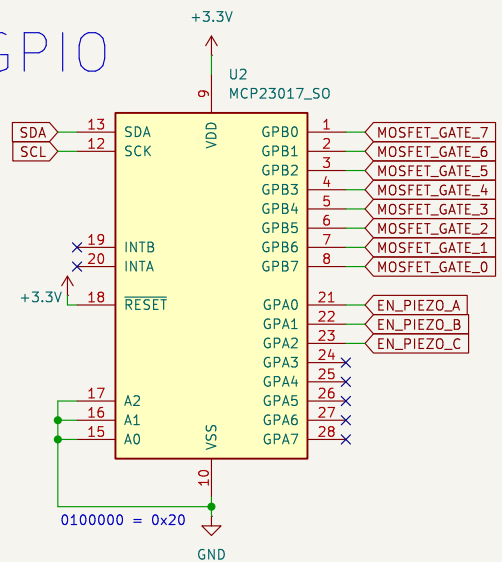 GPIO
+3.3V
U2
MCP23017_SO
9
VDD
SDA 13 SDA GPB0 1 MOSFET_GATE_7
SCL 12 SCK GPB1 2 MOSFET_GATE_6
GPB2 3 MOSFET_GATE_5
GPB3 4 MOSFET_GATE_4
GPB4 5 MOSFET_GATE_3
GPB5 6 MOSFET_GATE_2
19 INTB GPB6 7 MOSFET_GATE_1
20 INTA GPB7 8 MOSFET_GATE_0
+3.3V 18 RESET GPA0 21 EN_PIEZO_A
GPA1 22 EN_PIEZO_B
GPA2 23 EN_PIEZO_C
GPA3 24
GPA4 25
17 A2 GPA5 26
16 A1 GPA6 27
15 A0 GPA7 28
VSS
10
0100000 = 0x20
GND